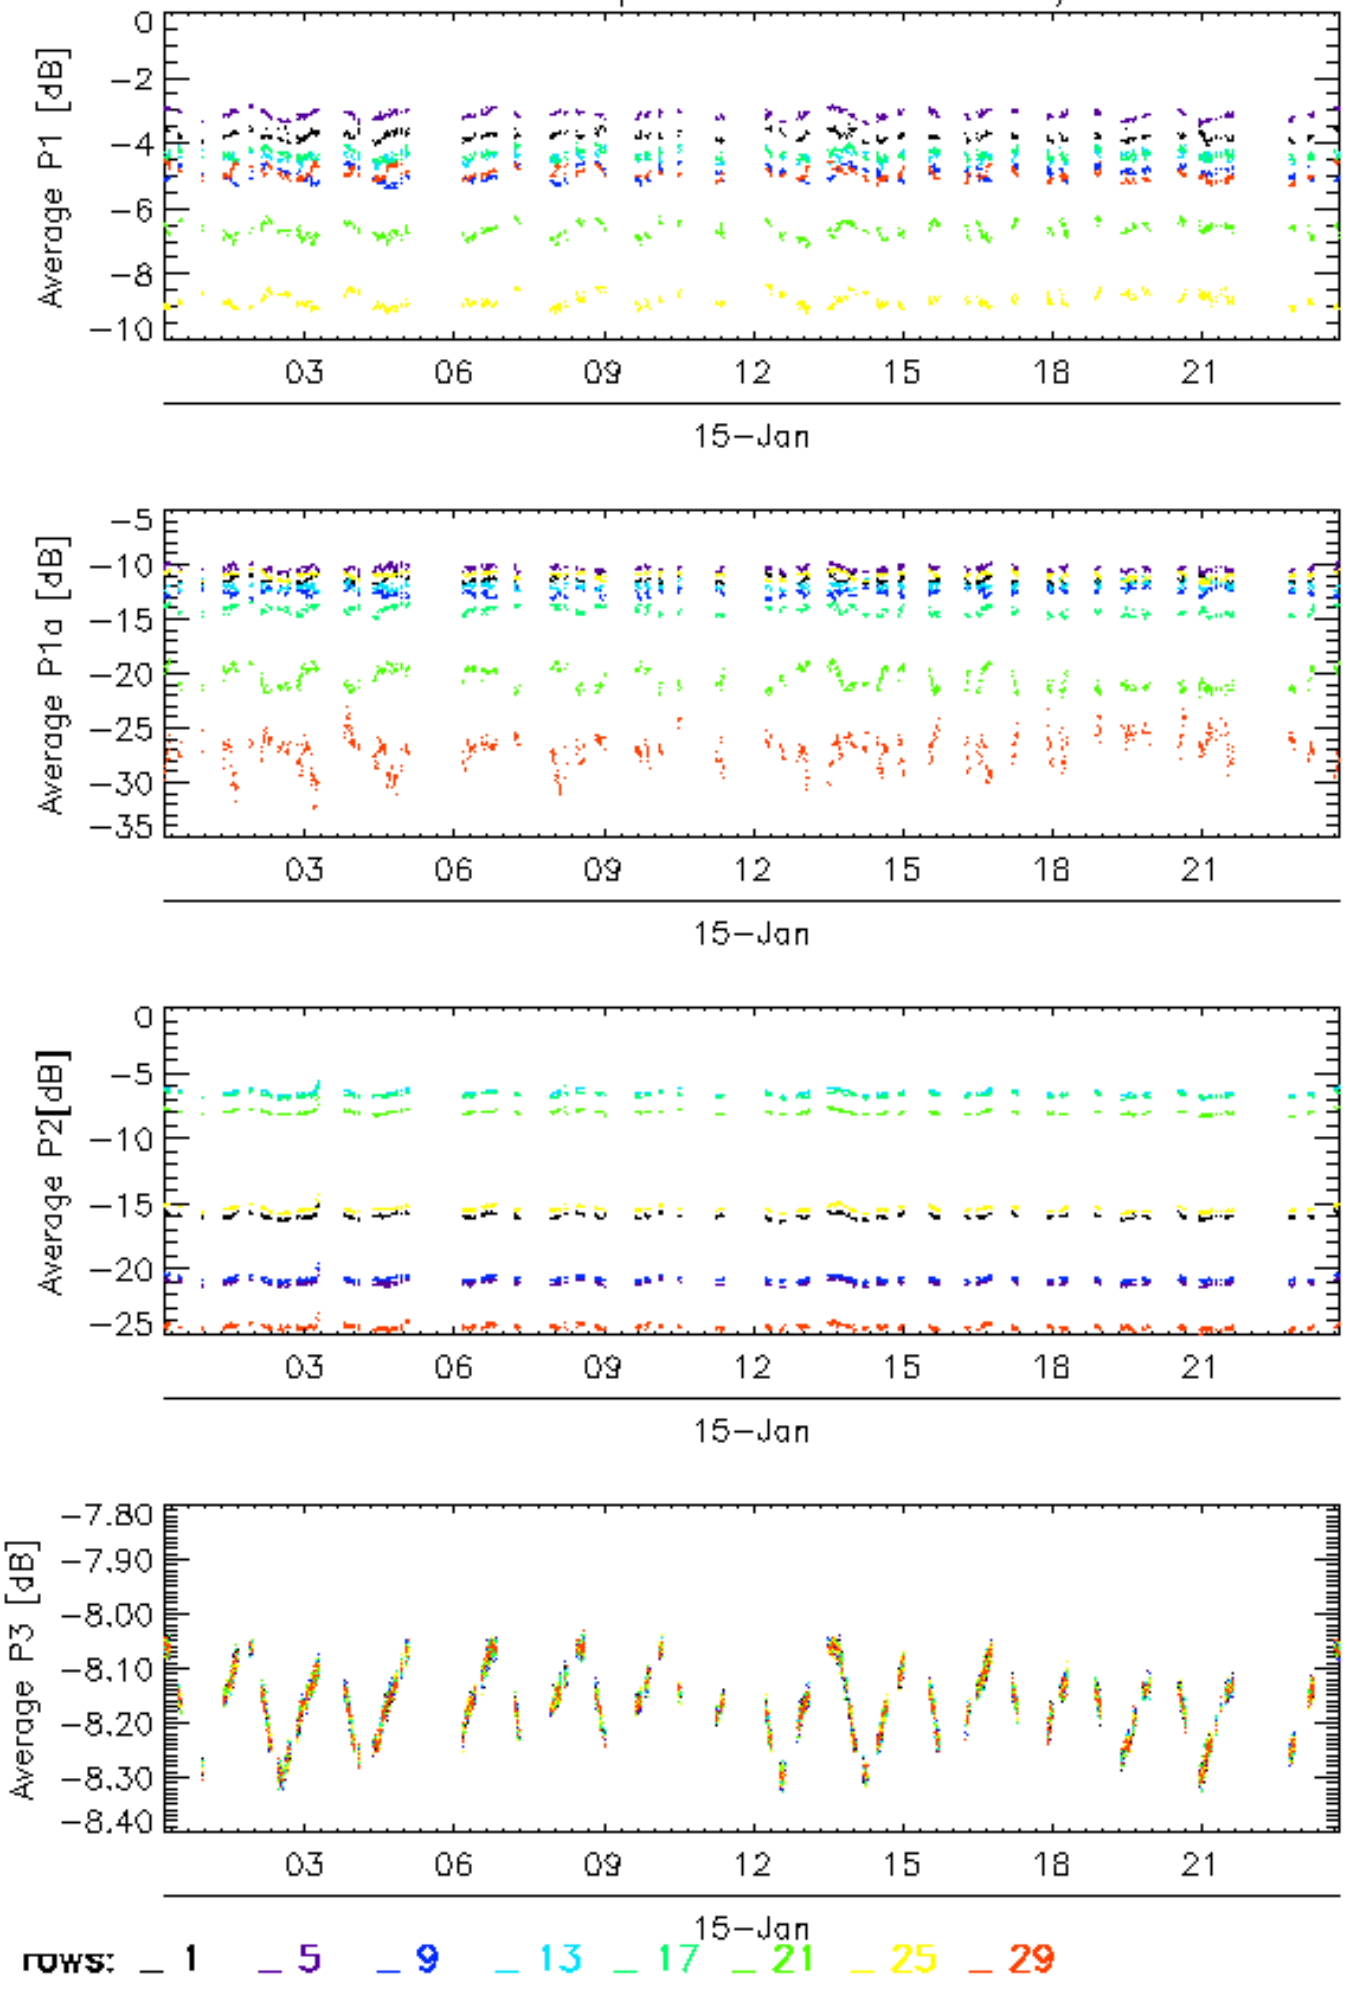 Average P1 [dB]
0
−2
−4
−6
−8
−10
03 06 09 12 15 18 21
15−Jan
Average P1a [dB]
−5
−10
−15
−20
−25
−30
−35
03 06 09 12 15 18 21
15−Jan
Average P2[dB]
0
−5
−10
−15
−20
−25
03 06 09 12 15 18 21
15−Jan
Average P3 [dB]
−7.80
−7.90
−8.00
−8.10
−8.20
−8.30
−8.40
03 06 09 12 15 18 21
15−Jan
rows: _ 1 _ 5 _ 9 _ 13 _ 17 _ 21 _ 25 _ 29